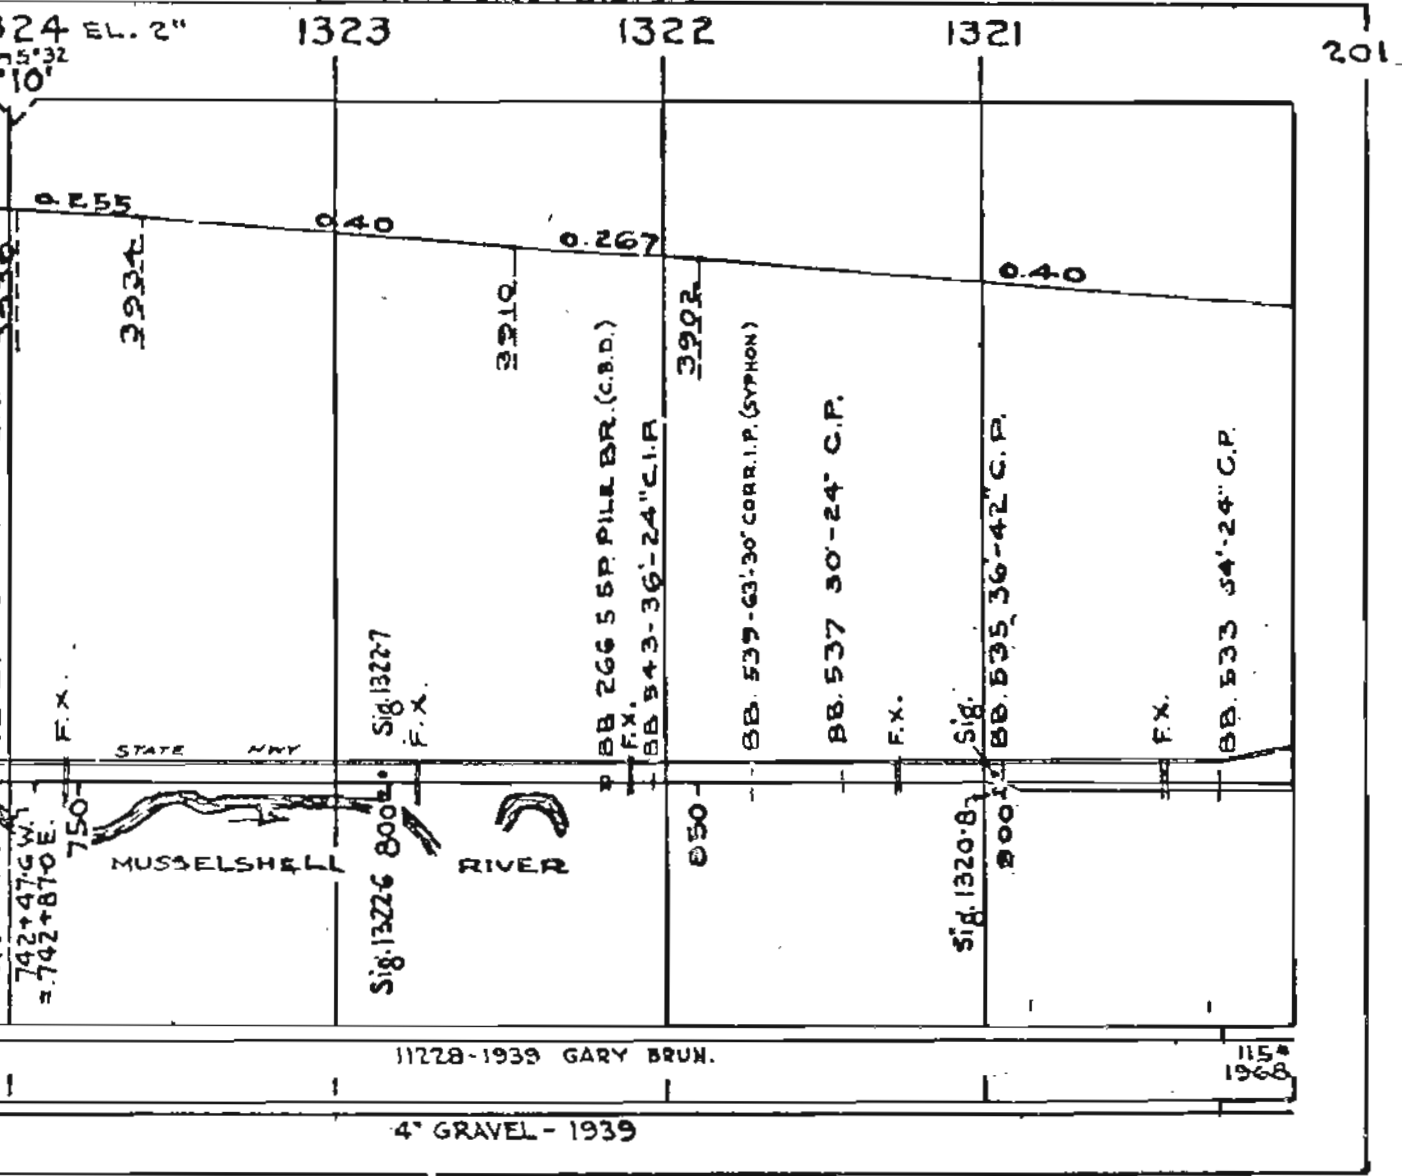 24 EL. 2" 1323 1322 1321
201
5°32
10'
0.255
0.40
0.267
0.40
3934
3910
3902
BB 266 5 SP. PILE BR. (C.B.D.)
BB 543-36'-24" C.I.P.
BB. 539-63'-30" CORR. I.P. (SYPHON)
BB. 537 30'-24" C.P.
BB. 535, 36'-42" C.P.
BB. 533 54'-24" C.P.
F.X.
Sig. 1322.7
F.X.
F.X.
F.X.
Sig.
F.X.
STATE HWY
742+47.6 W.
= 742+87.0 E.
750
MUSSELSHELL RIVER
800
Sig. 1322.6
850
Sig. 1320.8
900
11228-1939 GARY BRUN.
115#
1968
4" GRAVEL - 1939